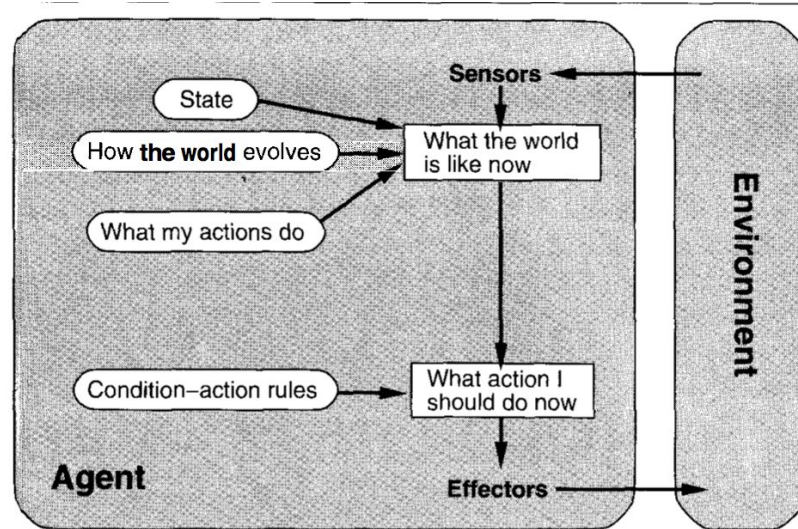 Sensors
State
What the world
is like now
How the world evolves
What my actions do
Environment
Condition–action rules
What action I
should do now
Agent
Effectors